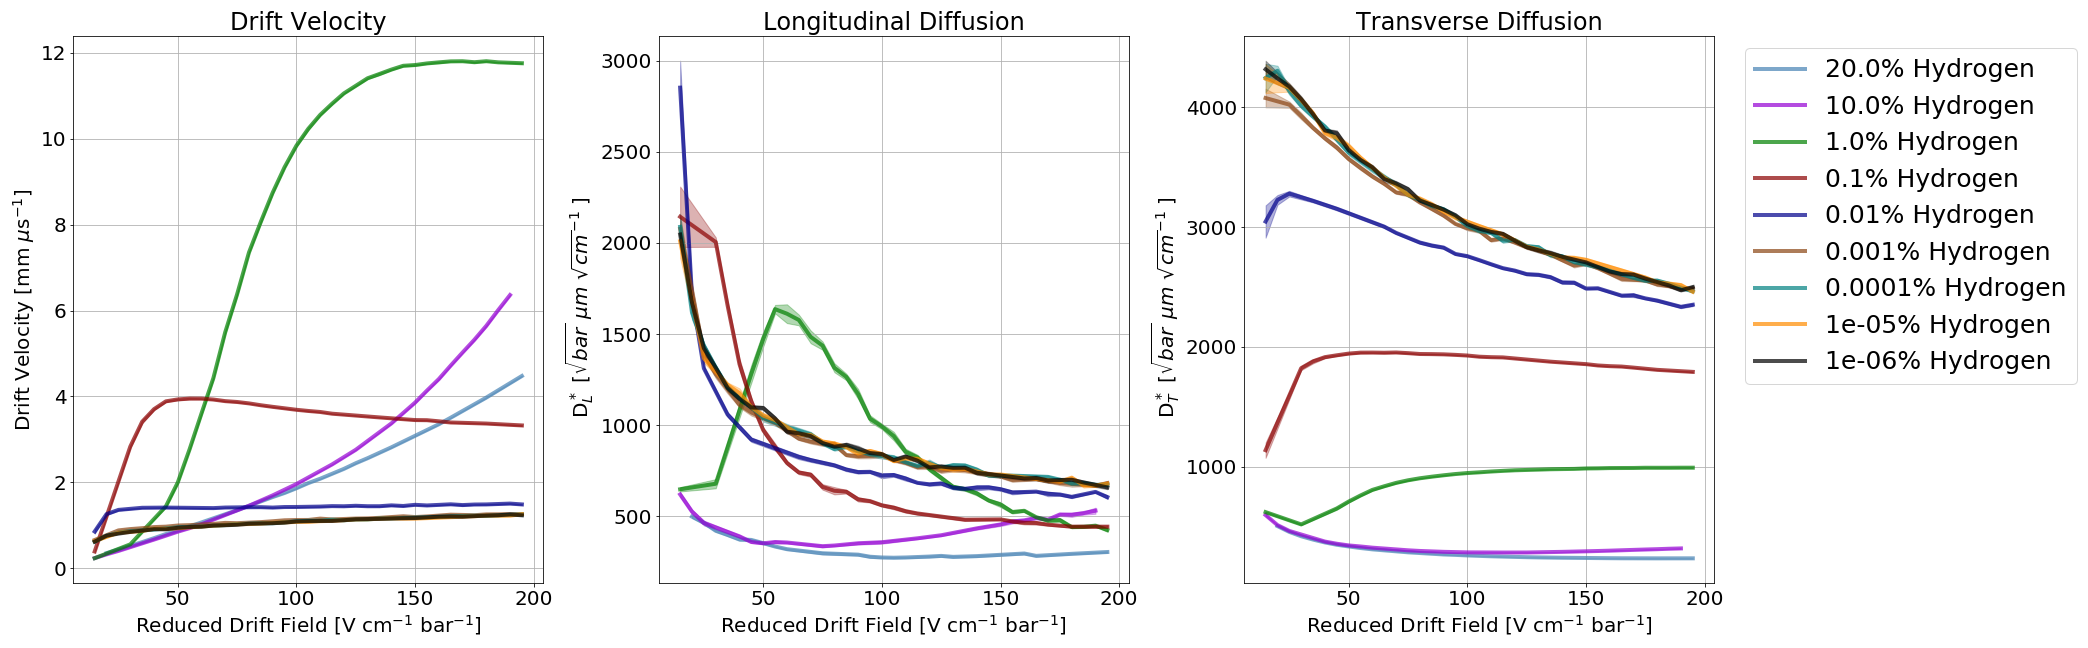 Drift Velocity
12
10
8
6
4
2
0
50
100
150
200
Drift Velocity [mm μs⁻¹]
Reduced Drift Field [V cm⁻¹ bar⁻¹]
Longitudinal Diffusion
3000
2500
2000
1500
1000
500
50
100
150
200
D*L [√bar μm √cm⁻¹ ]
Reduced Drift Field [V cm⁻¹ bar⁻¹]
Transverse Diffusion
4000
3000
2000
1000
50
100
150
200
D*T [√bar μm √cm⁻¹ ]
Reduced Drift Field [V cm⁻¹ bar⁻¹]
20.0% Hydrogen
10.0% Hydrogen
1.0% Hydrogen
0.1% Hydrogen
0.01% Hydrogen
0.001% Hydrogen
0.0001% Hydrogen
1e-05% Hydrogen
1e-06% Hydrogen